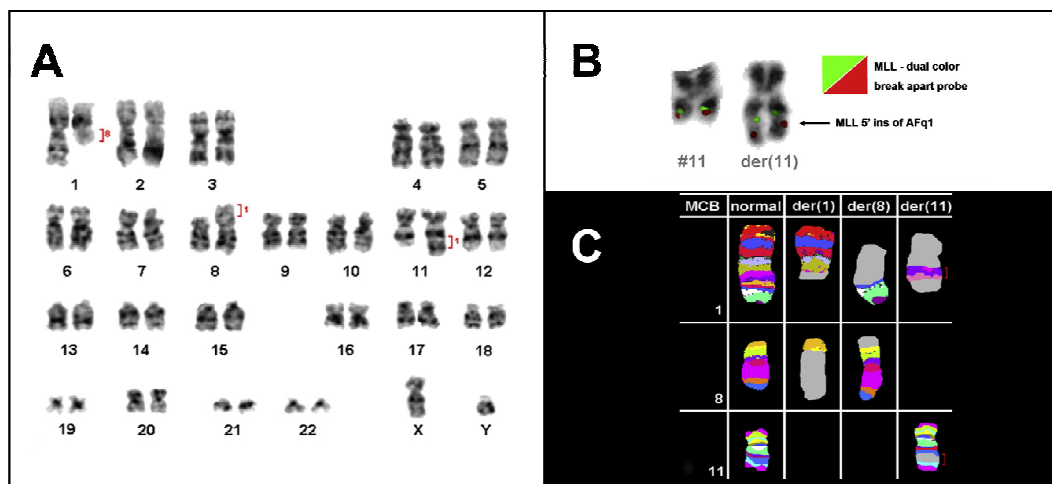 A
8
1 2 3 4 5
1
1
6 7 8 9 10 11 12
13 14 15 16 17 18
19 20 21 22 X Y
B
MLL - dual color
break apart probe
MLL 5' ins of AFq1
#11 der(11)
C
MCB normal der(1) der(8) der(11)
1
8
11